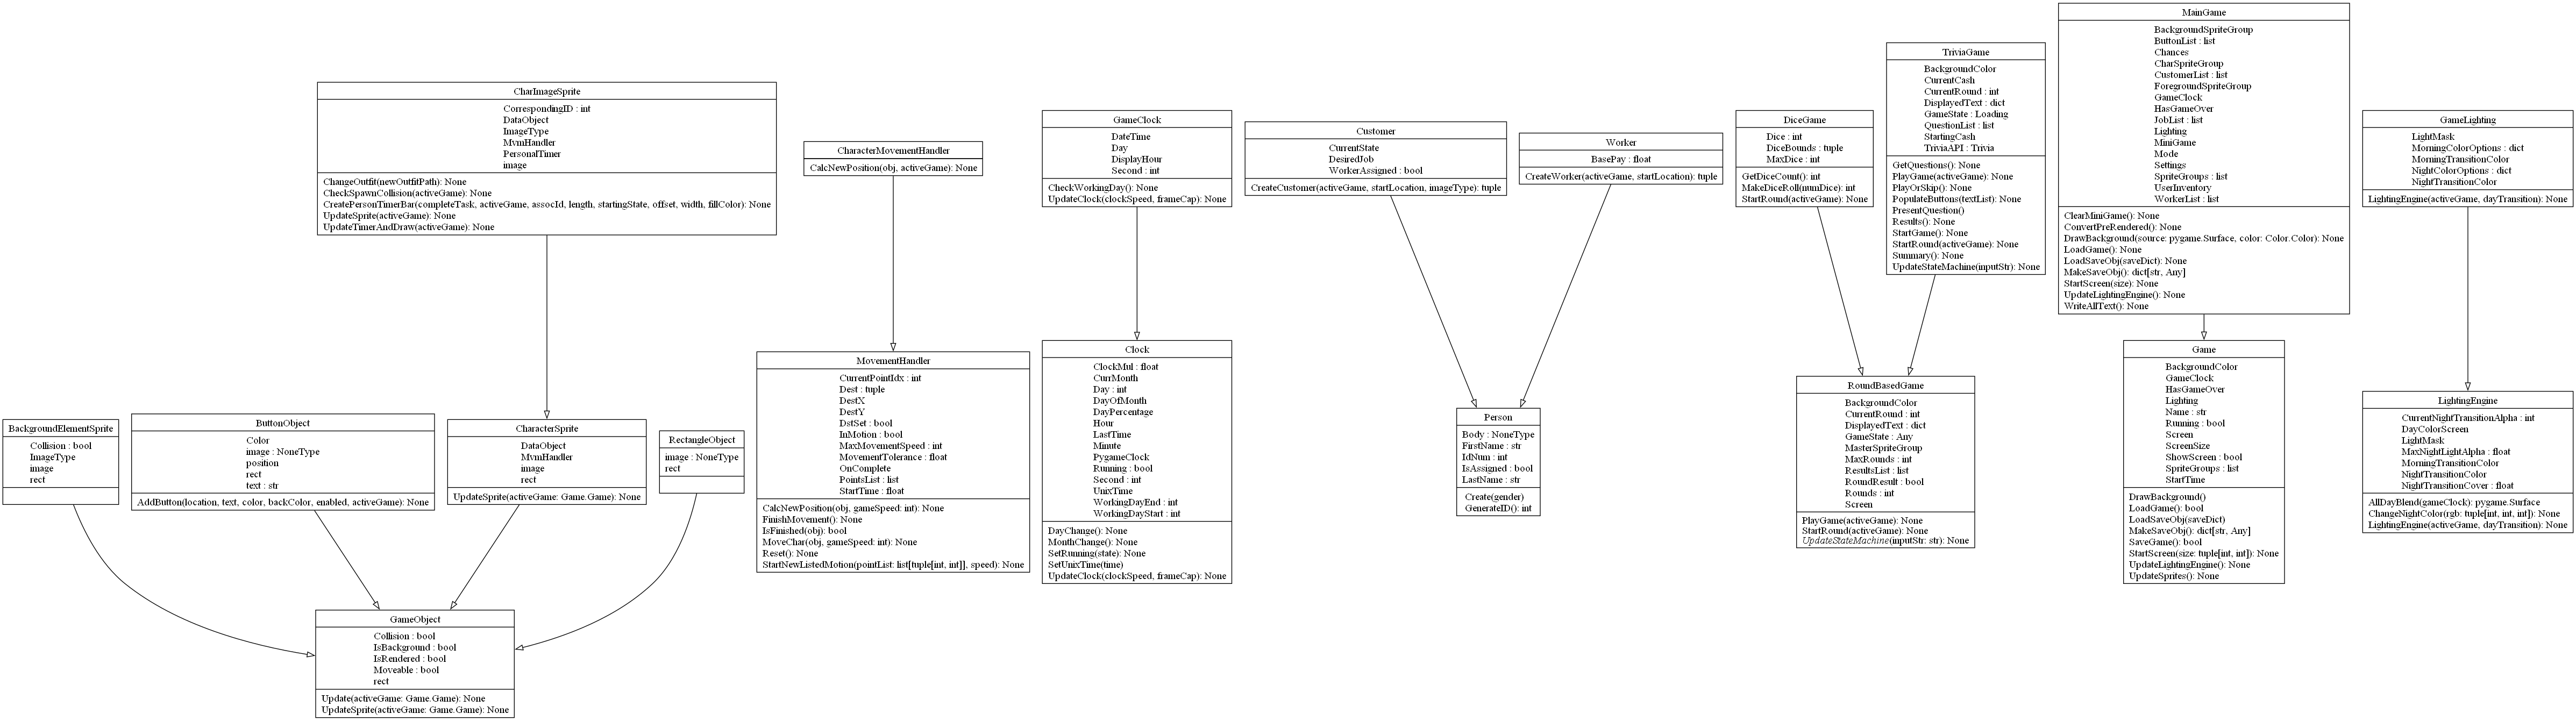 CharImageSprite
CorrespondingID : int
DataObject
ImageType
MvmHandler
PersonalTimer
image
ChangeOutfit(newOutfitPath): None
CheckSpawnCollision(activeGame): None
CreatePersonTimerBar(completeTask, activeGame, assocId, length, startingState, offset, width, fillColor): None
UpdateSprite(activeGame): None
UpdateTimerAndDraw(activeGame): None
BackgroundElementSprite
Collision : bool
ImageType
image
rect
ButtonObject
Color
image : NoneType
position
rect
text : str
AddButton(location, text, color, backColor, enabled, activeGame): None
CharacterSprite
DataObject
MvmHandler
image
rect
UpdateSprite(activeGame: Game.Game): None
RectangleObject
image : NoneType
rect
GameObject
Collision : bool
IsBackground : bool
IsRendered : bool
Moveable : bool
rect
Update(activeGame: Game.Game): None
UpdateSprite(activeGame: Game.Game): None
CharacterMovementHandler
CalcNewPosition(obj, activeGame): None
MovementHandler
CurrentPointIdx : int
Dest : tuple
DestX
DestY
DstSet : bool
InMotion : bool
MaxMovementSpeed : int
MovementTolerance : float
OnComplete
PointsList : list
StartTime : float
CalcNewPosition(obj, gameSpeed: int): None
FinishMovement(): None
IsFinished(obj): bool
MoveChar(obj, gameSpeed: int): None
Reset(): None
StartNewListedMotion(pointList: list[tuple[int, int]], speed): None
GameClock
DateTime
Day
DisplayHour
Second : int
CheckWorkingDay(): None
UpdateClock(clockSpeed, frameCap): None
Clock
ClockMul : float
CurrMonth
Day : int
DayOfMonth
DayPercentage
Hour
LastTime
Minute
PygameClock
Running : bool
Second : int
UnixTime
WorkingDayEnd : int
WorkingDayStart : int
DayChange(): None
MonthChange(): None
SetRunning(state): None
SetUnixTime(time)
UpdateClock(clockSpeed, frameCap): None
Customer
CurrentState
DesiredJob
WorkerAssigned : bool
CreateCustomer(activeGame, startLocation, imageType): tuple
Worker
BasePay : float
CreateWorker(activeGame, startLocation): tuple
Person
Body : NoneType
FirstName : str
IdNum : int
IsAssigned : bool
LastName : str
Create(gender)
GenerateID(): int
DiceGame
Dice : int
DiceBounds : tuple
MaxDice : int
GetDiceCount(): int
MakeDiceRoll(numDice): int
StartRound(activeGame): None
TriviaGame
BackgroundColor
CurrentCash
CurrentRound : int
DisplayedText : dict
GameState : Loading
QuestionList : list
StartingCash
TriviaAPI : Trivia
GetQuestions(): None
PlayGame(activeGame): None
PlayOrSkip(): None
PopulateButtons(textList): None
PresentQuestion()
Results(): None
StartGame(): None
StartRound(activeGame): None
Summary(): None
UpdateStateMachine(inputStr): None
RoundBasedGame
BackgroundColor
CurrentRound : int
DisplayedText : dict
GameState : Any
MasterSpriteGroup
MaxRounds : int
ResultsList : list
RoundResult : bool
Rounds : int
Screen
PlayGame(activeGame): None
StartRound(activeGame): None
UpdateStateMachine(inputStr: str): None
MainGame
BackgroundSpriteGroup
ButtonList : list
Chances
CharSpriteGroup
CustomerList : list
ForegroundSpriteGroup
GameClock
HasGameOver
JobList : list
Lighting
MiniGame
Mode
Settings
SpriteGroups : list
UserInventory
WorkerList : list
ClearMiniGame(): None
ConvertPreRendered(): None
DrawBackground(source: pygame.Surface, color: Color.Color): None
LoadGame(): None
LoadSaveObj(saveDict): None
MakeSaveObj(): dict[str, Any]
StartScreen(size): None
UpdateLightingEngine(): None
WriteAllText(): None
Game
BackgroundColor
GameClock
HasGameOver
Lighting
Name : str
Running : bool
Screen
ScreenSize
ShowScreen : bool
SpriteGroups : list
StartTime
DrawBackground()
LoadGame(): bool
LoadSaveObj(saveDict)
MakeSaveObj(): dict[str, Any]
SaveGame(): bool
StartScreen(size: tuple[int, int]): None
UpdateLightingEngine(): None
UpdateSprites(): None
GameLighting
LightMask
MorningColorOptions : dict
MorningTransitionColor
NightColorOptions : dict
NightTransitionColor
LightingEngine(activeGame, dayTransition): None
LightingEngine
CurrentNightTransitionAlpha : int
DayColorScreen
LightMask
MaxNightLightAlpha : float
MorningTransitionColor
NightTransitionColor
NightTransitionCover : float
AllDayBlend(gameClock): pygame.Surface
ChangeNightColor(rgb: tuple[int, int, int]): None
LightingEngine(activeGame, dayTransition): None